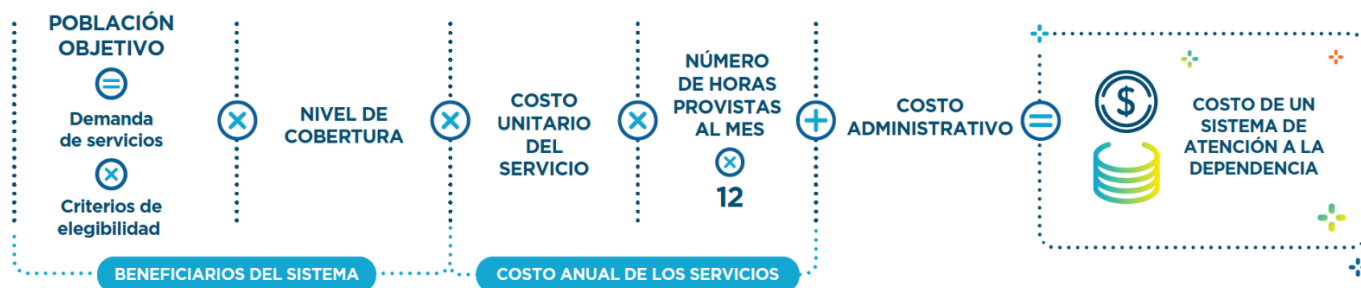 POBLACIÓN
OBJETIVO
=
Demanda
de servicios
×
Criterios de
elegibilidad
×
NIVEL DE
COBERTURA
×
COSTO
UNITARIO
DEL
SERVICIO
×
NÚMERO
DE HORAS
PROVISTAS
AL MES
×
12
+
COSTO
ADMINISTRATIVO
=
$
COSTO DE UN
SISTEMA DE
ATENCIÓN A LA
DEPENDENCIA
BENEFICIARIOS DEL SISTEMA
COSTO ANUAL DE LOS SERVICIOS